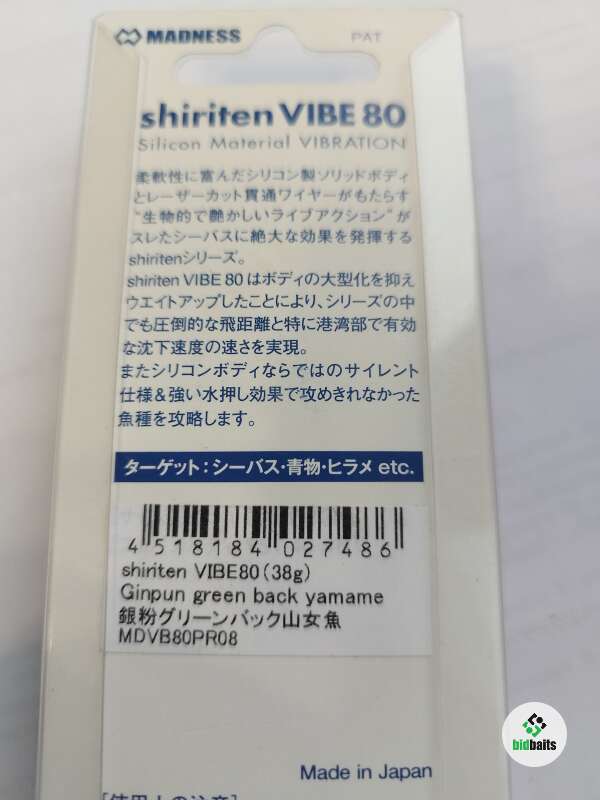 MADNESS
PAT
shiriten VIBE 80
Silicon Material VIBRATION
柔軟性に富んだシリコン製ソリッドボディ
とレーザーカット貫通ワイヤーがもたらす
"生物的で艶かしいライブアクション"が
スレたシーバスに絶大な効果を発揮する
shiritenシリーズ。
shiriten VIBE 80 はボディの大型化を抑え
ウエイトアップしたことにより、シリーズの中
でも圧倒的な飛距離と特に港湾部で有効
な沈下速度の速さを実現。
またシリコンボディならではのサイレント
仕様&強い水押し効果で攻めきれなかった
魚種を攻略します。
ターゲット:シーバス・青物・ヒラメ etc.
4 518184 027486
shiriten VIBE80(38g)
Ginpun green back yamame
銀粉グリーンバック山女魚
MDVB80PR08
bidbaits
Made in Japan
[使用上の注意]